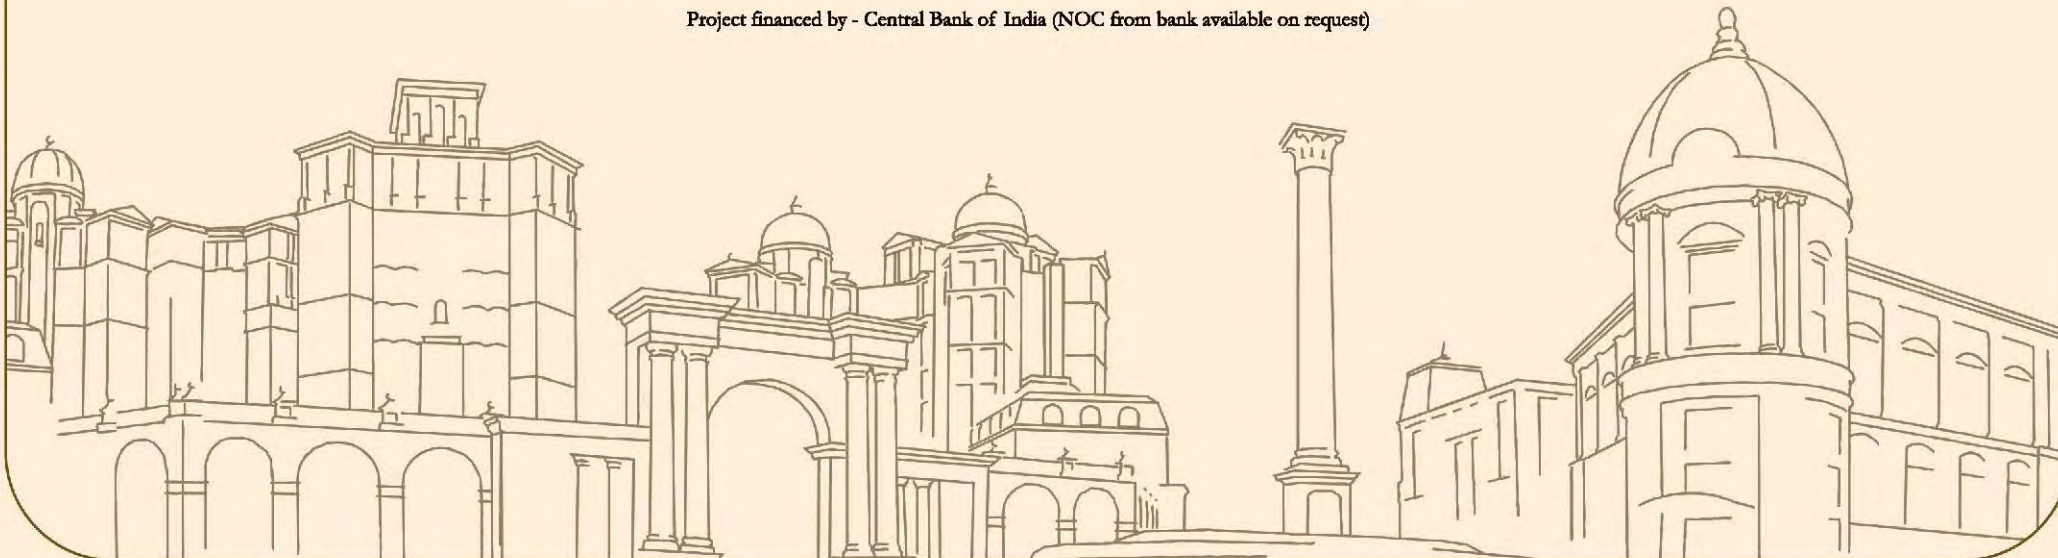 Project financed by - Central Bank of India (NOC from bank available on request)